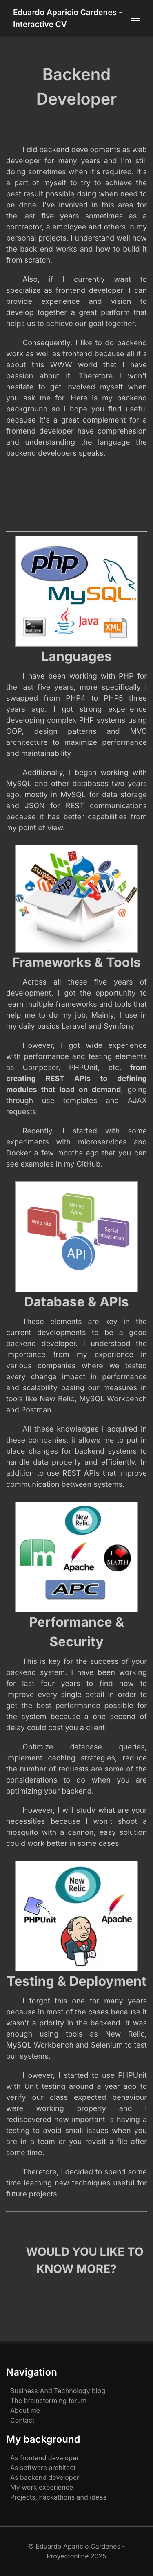 Eduardo Aparicio Cardenes -
Interactive CV
Backend
Developer
I did backend developments as web
developer for many years and I'm still
doing sometimes when it's required. It's
a part of myself to try to achieve the
best result possible doing when need to
be done. I've involved in this area for
the last five years sometimes as a
contractor, a employee and others in my
personal projects. I understand well how
the back end works and how to build it
from scratch.
Also, if I currently want to
specialize as frontend developer, I can
provide experience and vision to
develop together a great platform that
helps us to achieve our goal together.
Consequently, I like to do backend
work as well as frontend because all it's
about this WWW world that I have
passion about it. Therefore I won't
hesitate to get involved myself when
you ask me for. Here is my backend
background so i hope you find useful
because it's a great complement for a
frontend developer have comprehesion
and understanding the language the
backend developers speaks.
php
MySQL
Java
XML
Languages
I have been working with PHP for
the last five years, more specifically I
swapped from PHP4 to PHP5 three
years ago. I got strong experience
developing complex PHP systems using
OOP, design patterns and MVC
architecture to maximize performance
and maintainability
Additionally, I began working with
MySQL and other databases two years
ago, mostly in MySQL for data storage
and JSON for REST communications
because it has better capabilities from
my point of view.
Frameworks & Tools
Across all these five years of
development, I got the opportunity to
learn multiple frameworks and tools that
help me to do my job. Mainly, I use in
my daily basics Laravel and Symfony
However, I got wide experience
with performance and testing elements
as Composer, PHPUnit, etc. from
creating REST APIs to defining
modules that load on demand, going
through use templates and AJAX
requests
Recently, I started with some
experiments with microservices and
Docker a few months ago that you can
see examples in my GitHub.
Web site
Native
Apps
Social
Integration
API
Database & APIs
These elements are key in the
current developments to be a good
backend developer. I understood the
importance from my experience in
various companies where we tested
every change impact in performance
and scalability basing our measures in
tools like New Relic, MySQL Workbench
and Postman.
All these knowledges I acquired in
these companies, it allows me to put in
place changes for backend systems to
handle data properly and efficiently. In
addition to use REST APIs that improve
communication between systems.
New
Relic
Apache
I
MATH
APC
Performance &
Security
This is key for the success of your
backend system. I have been working
for last four years to find how to
improve every single detail in order to
get the best performance possible for
the system because a one second of
delay could cost you a client
Optimize database queries,
implement caching strategies, reduce
the number of requests are some of the
considerations to do when you are
optimizing your backend.
However, I will study what are your
necessities because I won't shoot a
mosquito with a cannon, easy solution
could work better in some cases
New
Relic
PHPUnit
Apache
Testing & Deployment
I forgot this one for many years
because in most of the cases because it
wasn't a priority in the backend. It was
enough using tools as New Relic,
MySQL Workbench and Selenium to test
our systems.
However, I started to use PHPUnit
with Unit testing around a year ago to
verify our class expected behaviour
were working properly and I
rediscovered how important is having a
testing to avoid small issues when you
are in a team or you revisit a file after
some time.
Therefore, I decided to spend some
time learning new techniques useful for
future projects
WOULD YOU LIKE TO
KNOW MORE?
Navigation
Business And Technology blog
The brainstorming forum
About me
Contact
My background
As frontend developer
As software architect
As backend developer
My work experience
Projects, hackathons and ideas
© Eduardo Aparicio Cardenes -
Proyectonline 2025